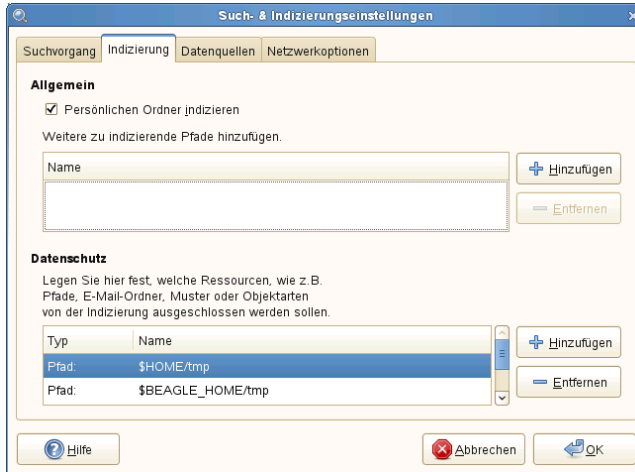 Such- & Indizierungseinstellungen
Suchvorgang Indizierung Datenquellen Netzwerkoptionen
Allgemein
Persönlichen Ordner indizieren
Weitere zu indizierende Pfade hinzufügen.
Name
Hinzufügen
Entfernen
Datenschutz
Legen Sie hier fest, welche Ressourcen, wie z.B.
Pfade, E-Mail-Ordner, Muster oder Objektarten
von der Indizierung ausgeschlossen werden sollen.
Typ Name
Pfad: $HOME/tmp
Pfad: $BEAGLE_HOME/tmp
Hinzufügen
Entfernen
Hilfe Abbrechen OK